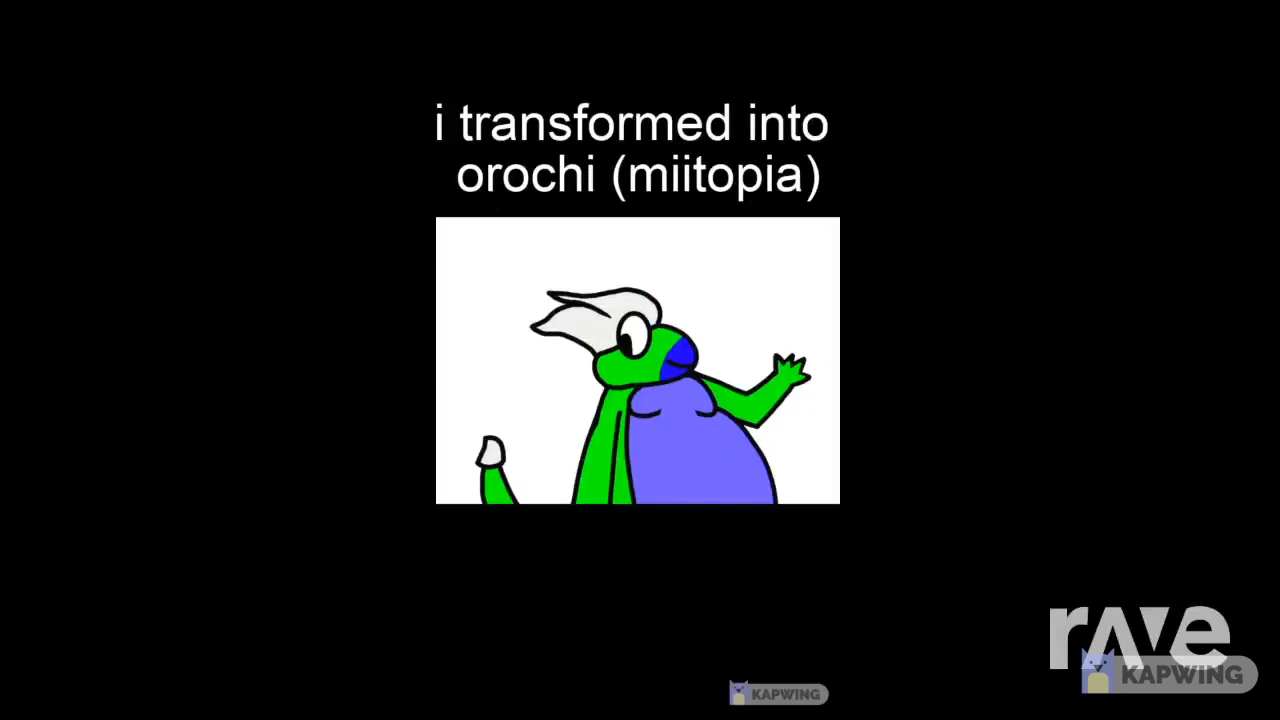 i transformed into
orochi (miitopia)
rave
KAPWING
KAPWING